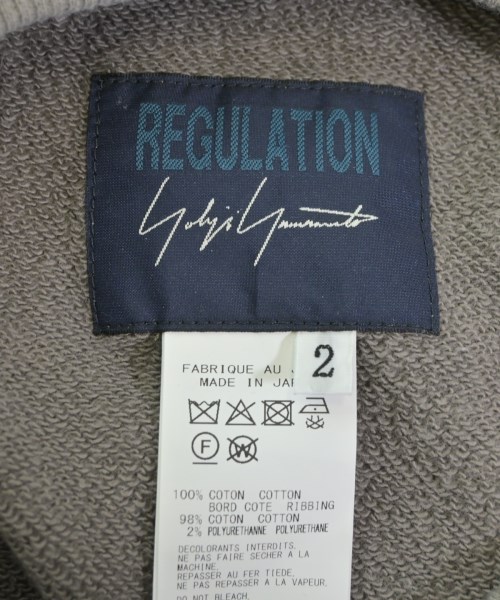 REGULATION
Yohji Yamamoto
2
FABRIQUE AU
MADE IN JAP
F
W
100% COTON COTTON
BORD COTE RIBBING
98% COTON COTTON
2% POLYURETHANNE POLYURETHANE
DECOLORANTS INTERDITS.
NE PAS FAIRE SECHER A LA
MACHINE.
REPASSER AU FER TIEDE.
NE PAS REPASSER A LA VAPEUR.
DO NOT BLEACH.